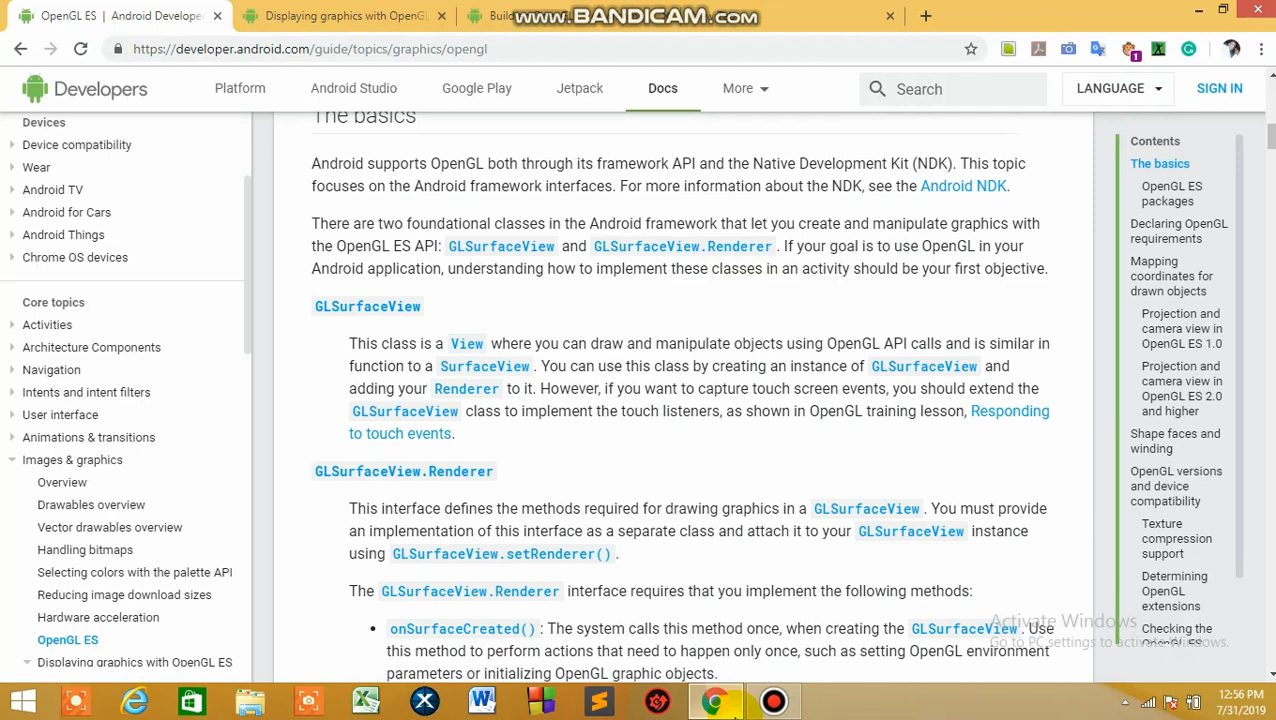 OpenGL ES | Android Developer
Displaying graphics with OpenGL
www.BANDICAM.com
https://developer.android.com/guide/topics/graphics/opengl
1
Developers
Platform
Android Studio
Google Play
Jetpack
Docs
More
Search
LANGUAGE
SIGN IN
Devices
Device compatibility
Wear
Android TV
Android for Cars
Android Things
Chrome OS devices
Core topics
Activities
Architecture Components
Navigation
Intents and intent filters
User interface
Animations & transitions
Images & graphics
Overview
Drawables overview
Vector drawables overview
Handling bitmaps
Selecting colors with the palette API
Reducing image download sizes
Hardware acceleration
OpenGL ES
Displaying graphics with OpenGL ES
The basics
Android supports OpenGL both through its framework API and the Native Development Kit (NDK). This topic
focuses on the Android framework interfaces. For more information about the NDK, see the Android NDK.
There are two foundational classes in the Android framework that let you create and manipulate graphics with
the OpenGL ES API: GLSurfaceView and GLSurfaceView.Renderer. If your goal is to use OpenGL in your
Android application, understanding how to implement these classes in an activity should be your first objective.
GLSurfaceView
This class is a View where you can draw and manipulate objects using OpenGL API calls and is similar in
function to a SurfaceView. You can use this class by creating an instance of GLSurfaceView and
adding your Renderer to it. However, if you want to capture touch screen events, you should extend the
GLSurfaceView class to implement the touch listeners, as shown in OpenGL training lesson, Responding
to touch events.
GLSurfaceView.Renderer
This interface defines the methods required for drawing graphics in a GLSurfaceView. You must provide
an implementation of this interface as a separate class and attach it to your GLSurfaceView instance
using GLSurfaceView.setRenderer().
The GLSurfaceView.Renderer interface requires that you implement the following methods:
• onSurfaceCreated(): The system calls this method once, when creating the GLSurfaceView. Use
this method to perform actions that need to happen only once, such as setting OpenGL environment
parameters or initializing OpenGL graphic objects.
Contents
The basics
OpenGL ES
packages
Declaring OpenGL
requirements
Mapping
coordinates for
drawn objects
Projection and
camera view in
OpenGL ES 1.0
Projection and
camera view in
OpenGL ES 2.0
and higher
Shape faces and
winding
OpenGL versions
and device
compatibility
Texture
compression
support
Determining
OpenGL
extensions
Checking the
Activate Windows
Go to PC settings to activate Windows.
12:56 PM
7/31/2019